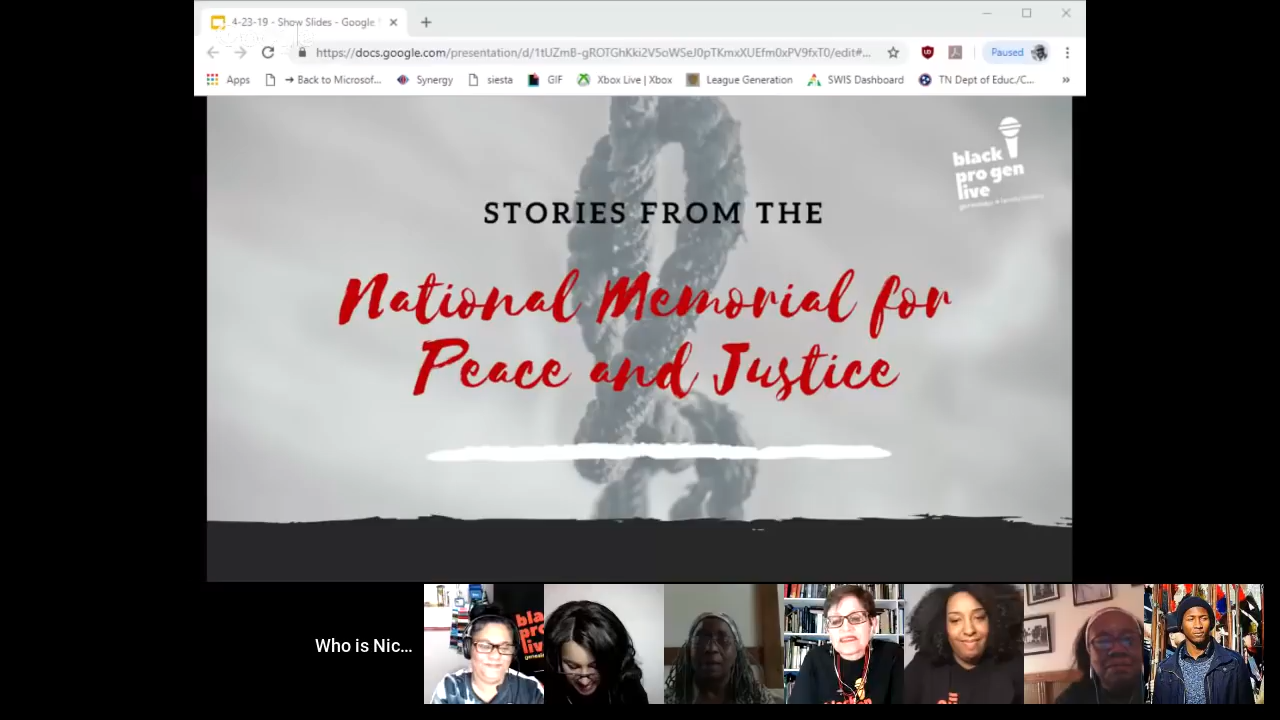 4-23-19 - Show Slides - Google
https://docs.google.com/presentation/d/1tUZmB-gROTGhKki2V5oWSeJ0pTKmxXUEfm0xPV9fxT0/edit#...
Paused
Apps
→ Back to Microsof...
Synergy
siesta
GIF
Xbox Live | Xbox
League Generation
SWIS Dashboard
TN Dept of Educ./C...
»
black
pro gen
live
STORIES FROM THE
National Memorial for
Peace and Justice
Who is Nic...